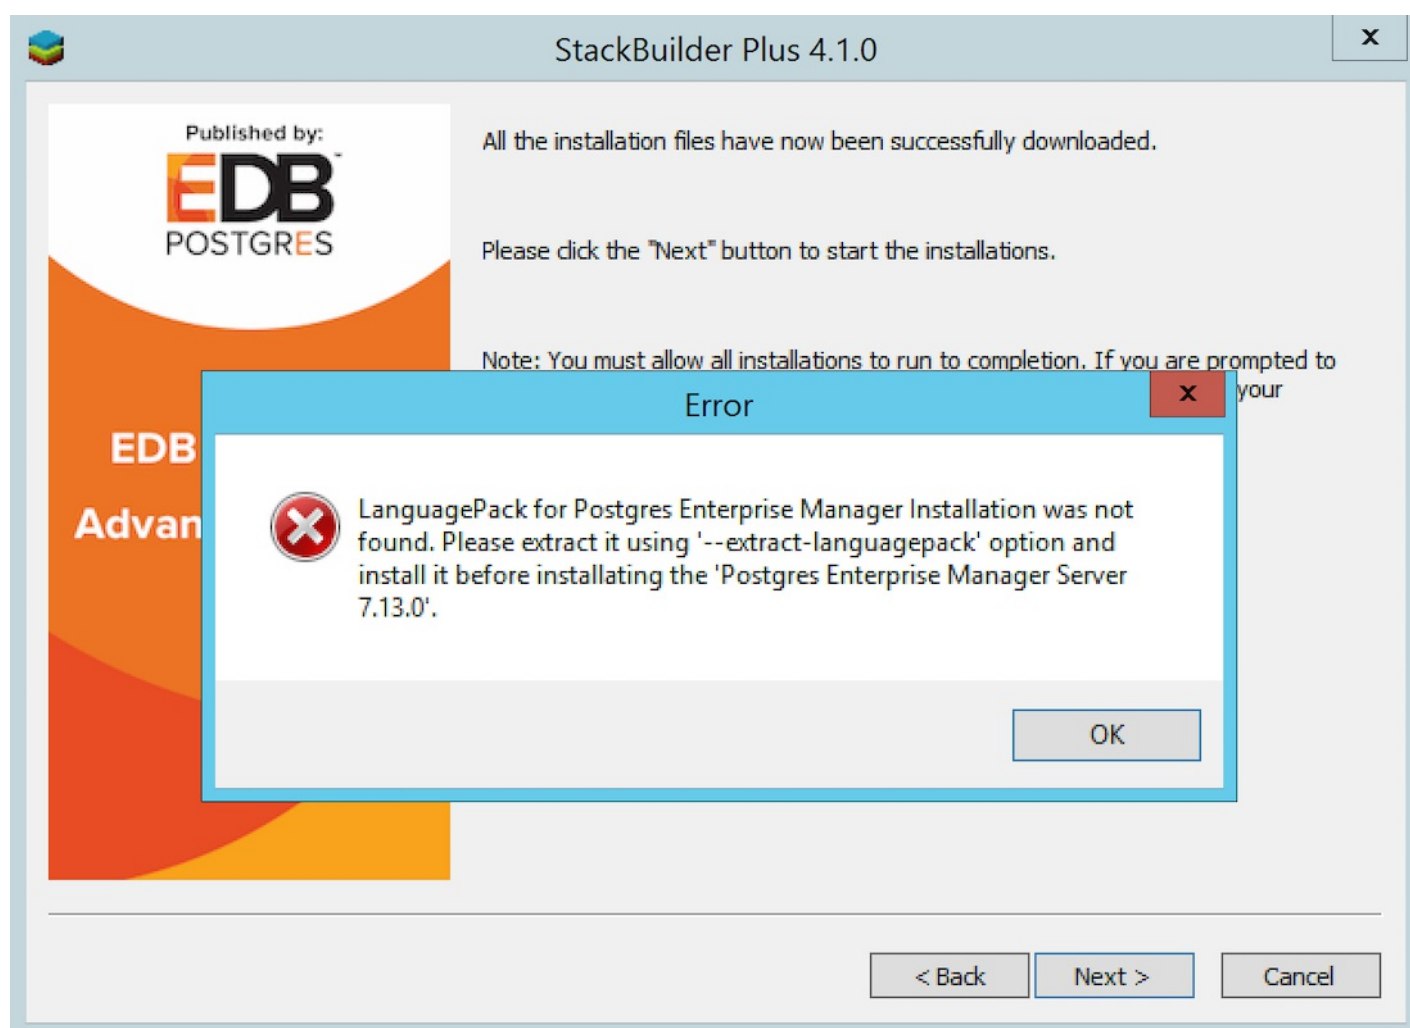 StackBuilder Plus 4.1.0
x
Published by:
EDB
POSTGRES
All the installation files have now been successfully downloaded.
Please click the "Next" button to start the installations.
Note: You must allow all installations to run to completion. If you are prompted to
your
EDB
Advan
Error
x
LanguagePack for Postgres Enterprise Manager Installation was not
found. Please extract it using '--extract-languagepack' option and
install it before installating the 'Postgres Enterprise Manager Server
7.13.0'.
OK
< Back
Next >
Cancel